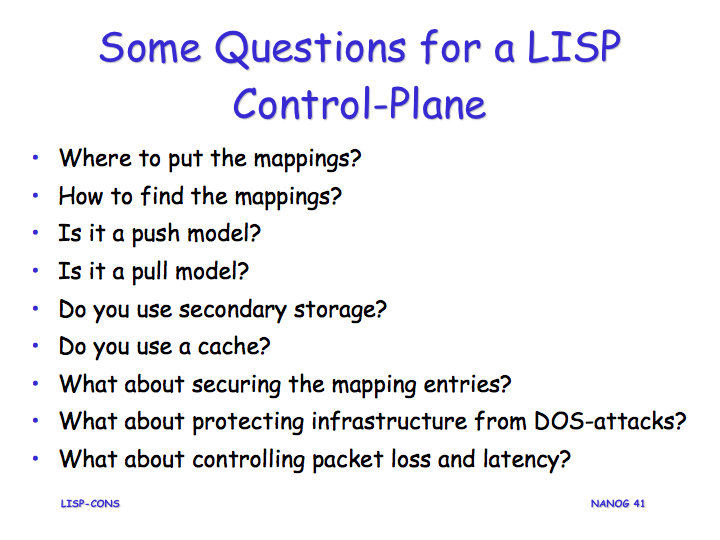 Some Questions for a LISP
Control-Plane
• Where to put the mappings?
• How to find the mappings?
• Is it a push model?
• Is it a pull model?
• Do you use secondary storage?
• Do you use a cache?
• What about securing the mapping entries?
• What about protecting infrastructure from DOS-attacks?
• What about controlling packet loss and latency?
LISP-CONS
NANOG 41